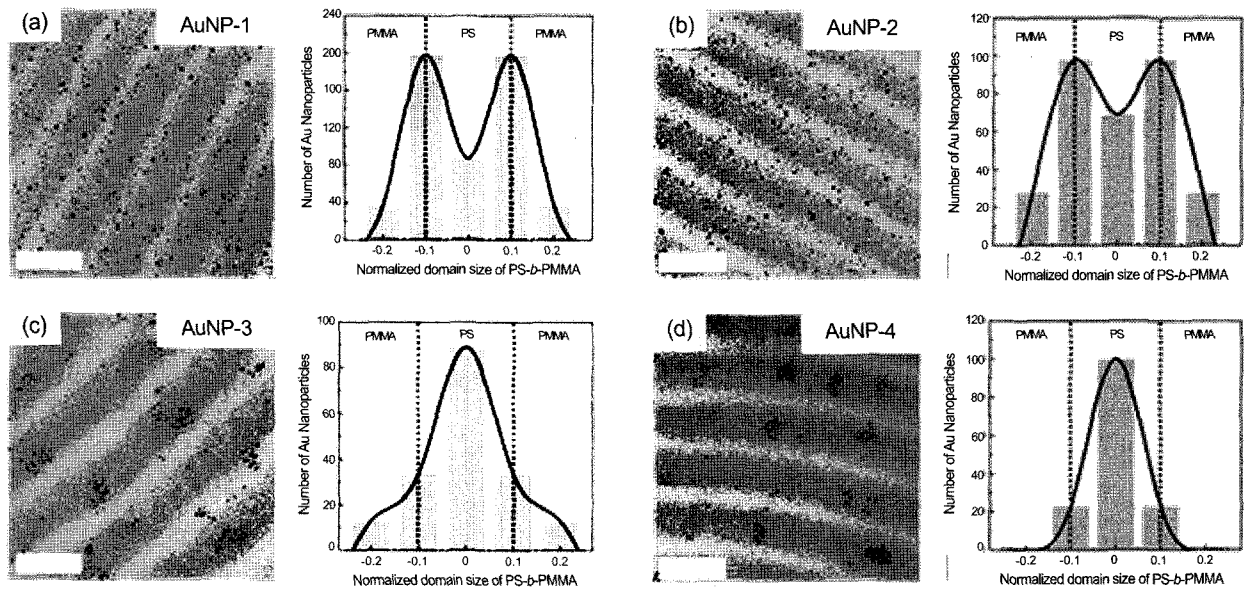 (a)
AuNP-1
Number of Au Nanoparticles
240
200
120
80
40
0
PMMA PS PMMA
-0.2 -0.1 0 0.1 0.2
Normalized domain size of PS-b-PMMA
(b)
AuNP-2
Number of Au Nanoparticles
120
100
80
60
40
20
0
PMMA PS PMMA
-0.2 -0.1 0 0.1 0.2
Normalized domain size of PS-b-PMMA
(c)
AuNP-3
Number of Au Nanoparticles
100
80
60
40
20
0
PMMA PS PMMA
-0.2 -0.1 0 0.1 0.2
Normalized domain size of PS-b-PMMA
(d)
AuNP-4
Number of Au Nanoparticles
120
100
80
60
40
20
0
PMMA PS PMMA
-0.2 -0.1 0 0.1 0.2
Normalized domain size of PS-b-PMMA